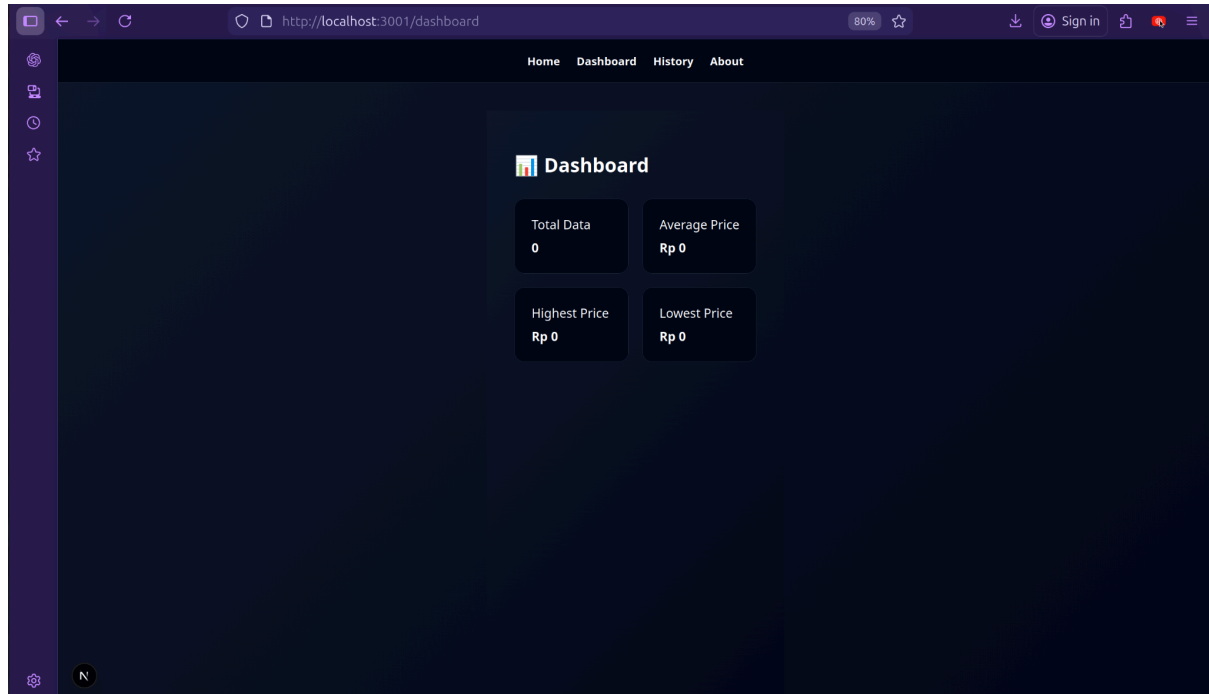 http://localhost:3001/dashboard
80%
Sign in
Home Dashboard History About
📊 Dashboard
Total Data
0
Average Price
Rp 0
Highest Price
Rp 0
Lowest Price
Rp 0
N